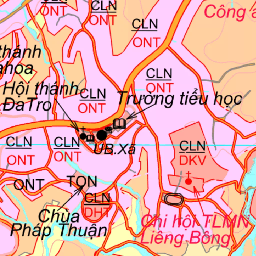 CLN
ONT
CLN
ONT
Công
thánh
hoa
Hội thánh
ĐaTro
CLN
ONT
CLN
ONT
Trường tiểu học
CLN
ONT
CLN
ONT
UB.Xã
CLN
DKV
ONT
TON
CLN
DHT
Chùa
Pháp Thuận
Chi hội TLMN
Liêng Bông